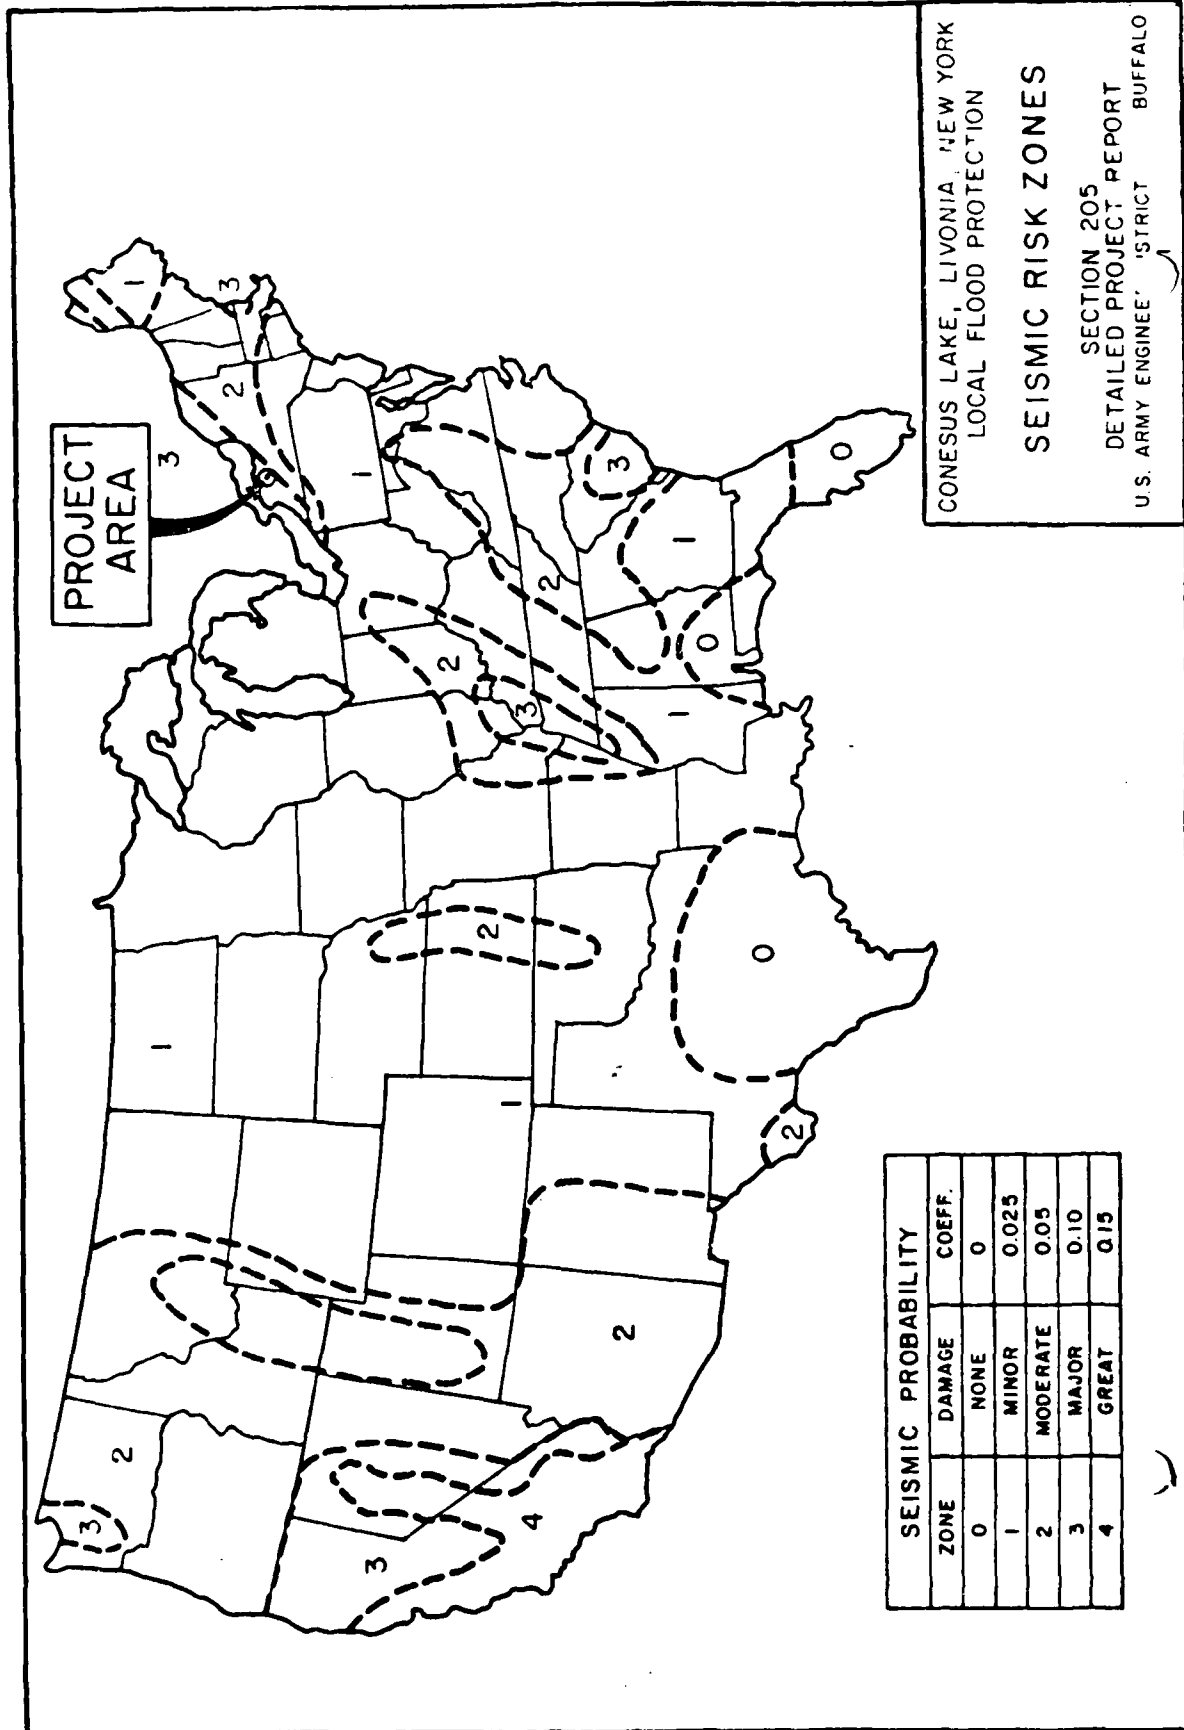 PROJECT
AREA
3
1
3
2
1
3
0
1
2
0
2
3
1
2
0
1
1
2
2
2
3
3
4
SEISMIC PROBABILITY
ZONE DAMAGE COEFF.
0 NONE 0
1 MINOR 0.025
2 MODERATE 0.05
3 MAJOR 0.10
4 GREAT 0.15
CONESUS LAKE, LIVONIA, NEW YORK
LOCAL FLOOD PROTECTION
SEISMIC RISK ZONES
SECTION 205
DETAILED PROJECT REPORT
U.S. ARMY ENGINEE 'STRICT BUFFALO